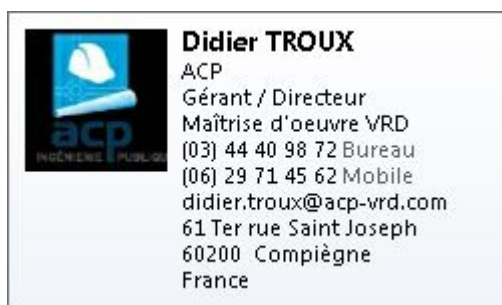 Didier TROUX
ACP
Gérant / Directeur
Maîtrise d'oeuvre VRD
(03) 44 40 98 72 Bureau
(06) 29 71 45 62 Mobile
didier.troux@acp-vrd.com
61 Ter rue Saint Joseph
60200 Compiègne
France
acp
INGÉNIERIE PUBLIQUE